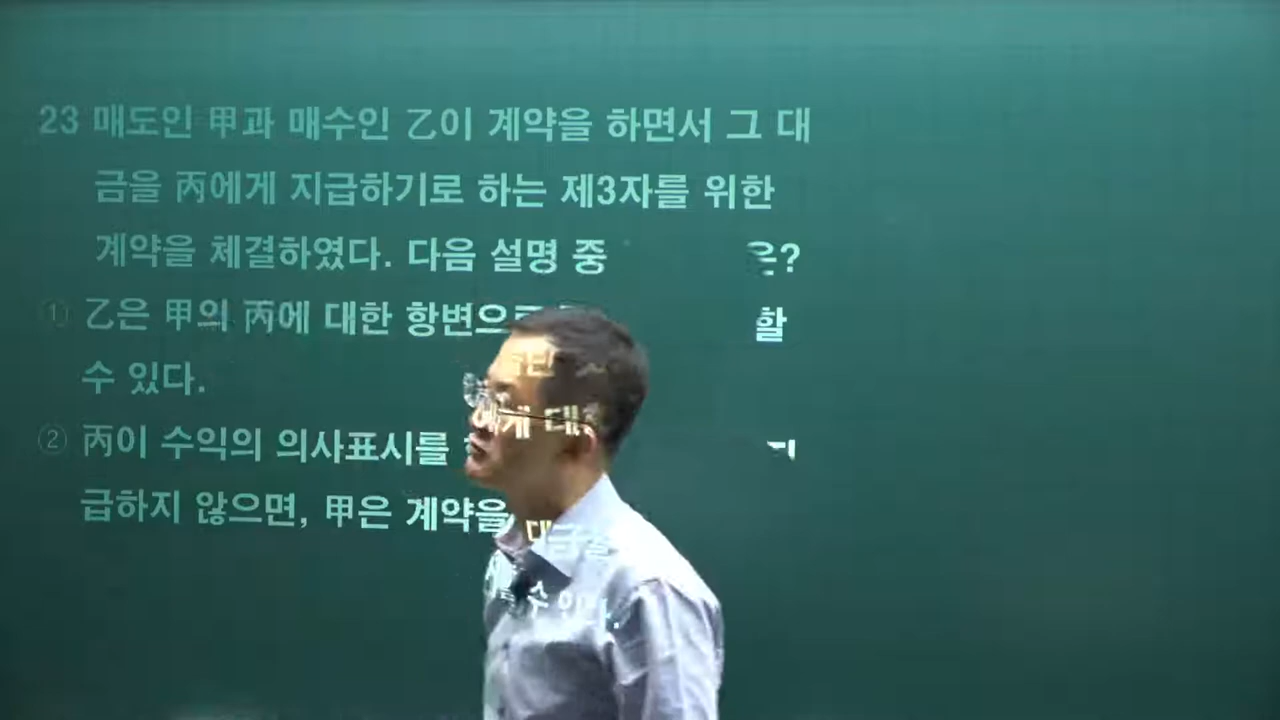 23 매도인 甲과 매수인 乙이 계약을 하면서 그 대
금을 丙에게 지급하기로 하는 제3자를 위한
계약을 체결하였다. 다음 설명 중 은?
① 乙은 甲의 丙에 대한 항변으로 할
수 있다.
② 丙이 수익의 의사표시를
급하지 않으면, 甲은 계약을